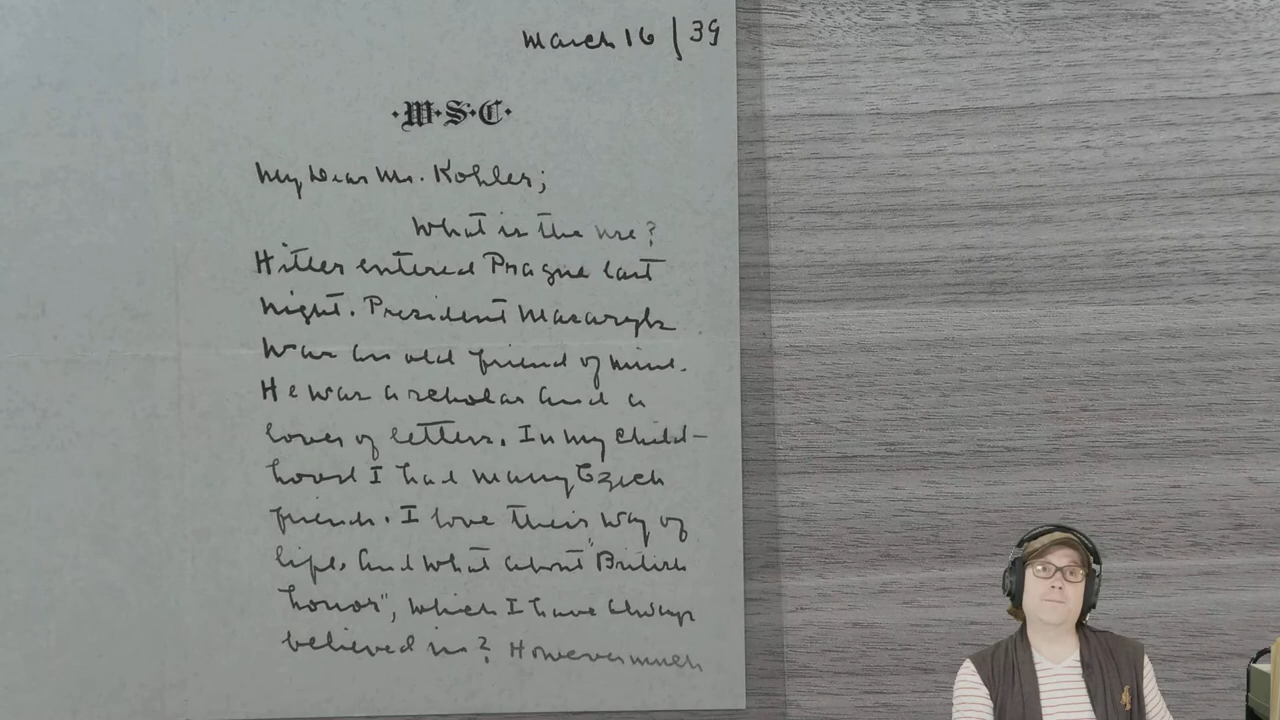 March 16 / 39
·W·S·C·
My Dear Mr. Kohler;
What is the use?
Hitler entered Prague last
night. President Masaryk
was an old friend of mine.
He was a scholar and a
lover of letters. In my child-
hood I had many Czech
friends. I love their way of
life. And what about "British
honor", which I have always
believed in? However much